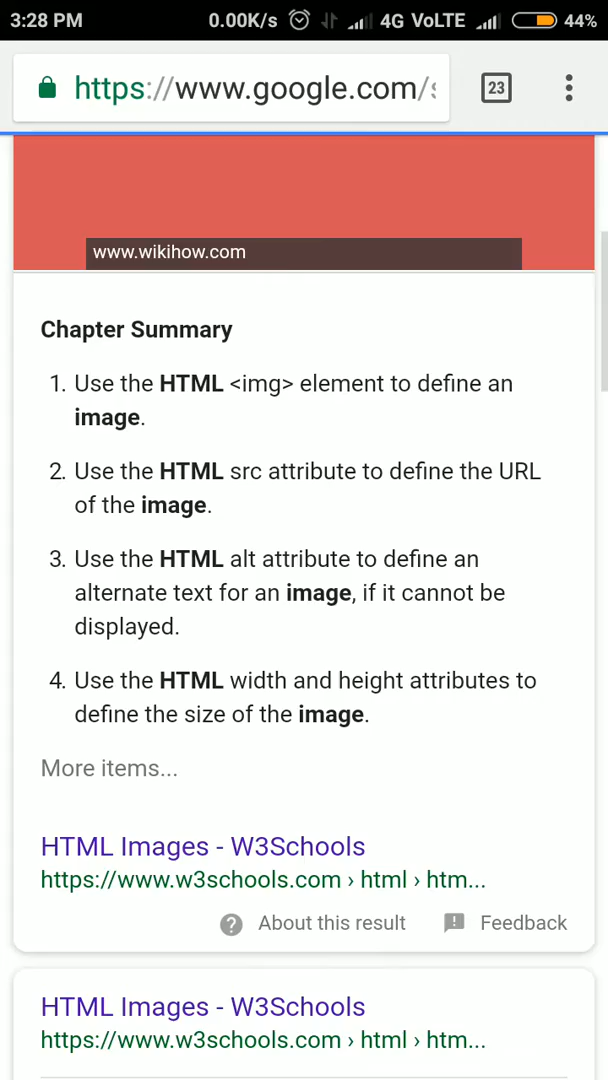 3:28 PM 0.00K/s 4G VoLTE 44%
https://www.google.com/ 23
www.wikihow.com
Chapter Summary
1. Use the HTML <img> element to define an
image.
2. Use the HTML src attribute to define the URL
of the image.
3. Use the HTML alt attribute to define an
alternate text for an image, if it cannot be
displayed.
4. Use the HTML width and height attributes to
define the size of the image.
More items...
HTML Images - W3Schools
https://www.w3schools.com › html › htm...
About this result Feedback
HTML Images - W3Schools
https://www.w3schools.com › html › htm...